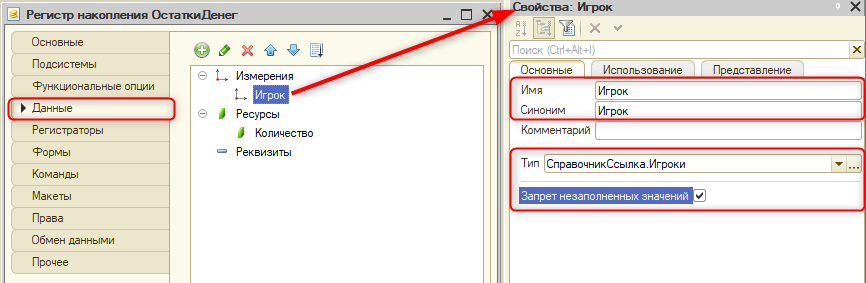 Регистр накопления ОстаткиДенег
Основные
Подсистемы
Функциональные опции
Данные
Регистраторы
Формы
Команды
Макеты
Права
Обмен данными
Прочее
Измерения
Игрок
Ресурсы
Количество
Реквизиты
Свойства: Игрок
Поиск (Ctrl+Alt+I)
Основные Использование Представление
Имя Игрок
Синоним Игрок
Комментарий
Тип СправочникСсылка.Игроки
Запрет незаполненных значений